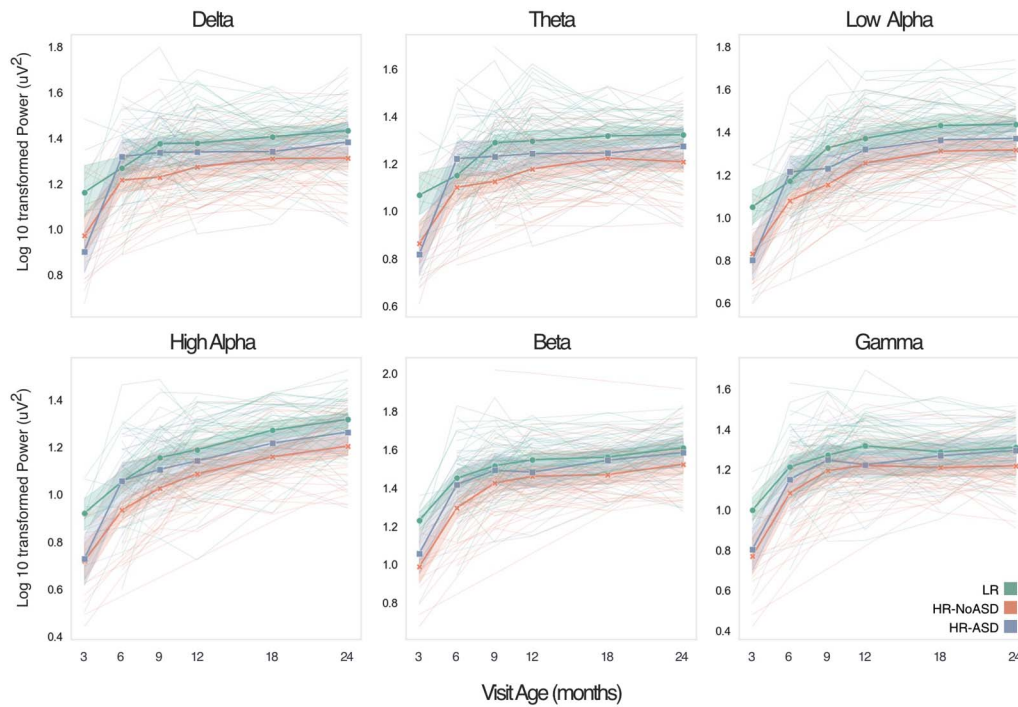 Delta
Theta
Low Alpha
Log 10 transformed Power (uV²)
1.8
1.6
1.4
1.2
1.0
0.8
1.6
1.4
1.2
1.0
0.8
0.6
1.8
1.6
1.4
1.2
1.0
0.8
0.6
High Alpha
Beta
Gamma
Log 10 transformed Power (uV²)
1.4
1.2
1.0
0.8
0.6
0.4
2.0
1.8
1.6
1.4
1.2
1.0
0.8
1.6
1.4
1.2
1.0
0.8
0.6
0.4
LR
HR-NoASD
HR-ASD
3 6 9 12 18 24
3 6 9 12 18 24
3 6 9 12 18 24
Visit Age (months)